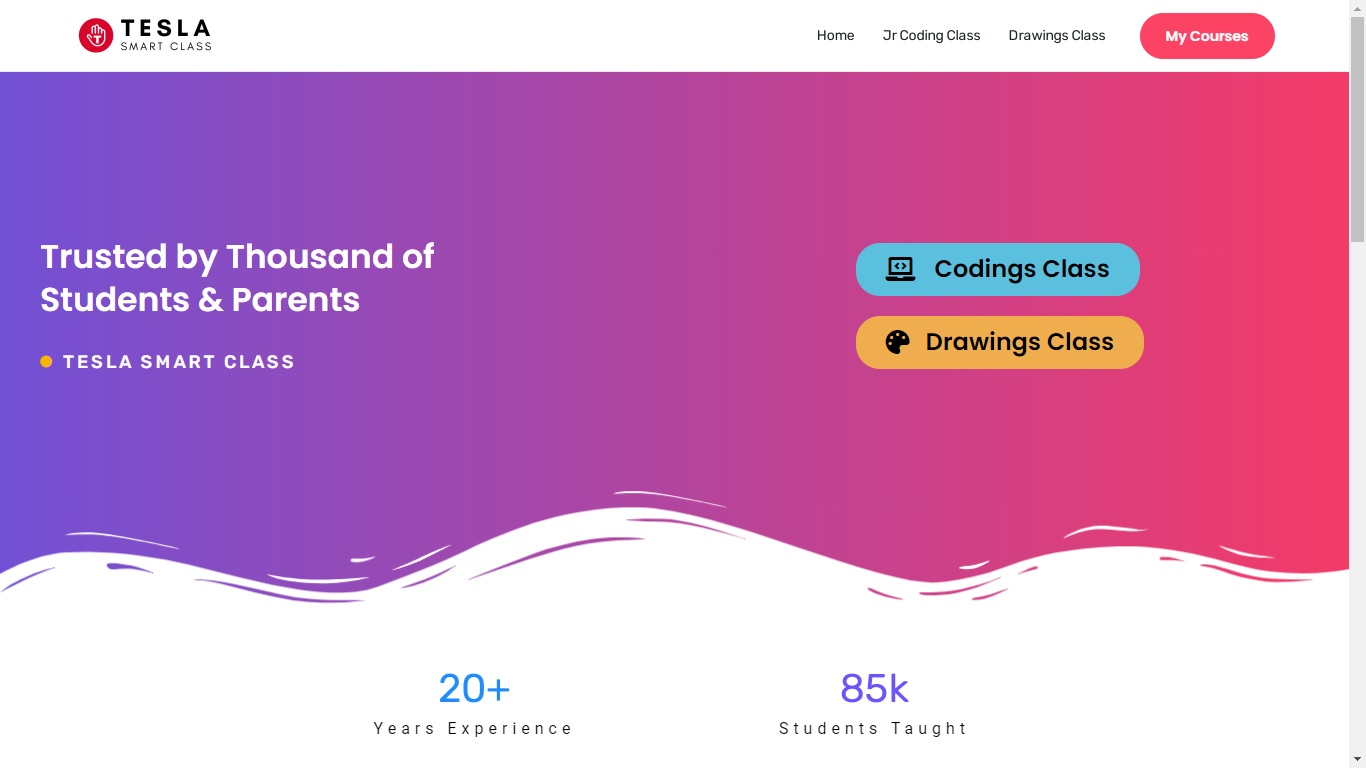 TESLA
SMART CLASS
Home
Jr Coding Class
Drawings Class
My Courses
Trusted by Thousand of
Students & Parents
TESLA SMART CLASS
Codings Class
Drawings Class
20+
Years Experience
85k
Students Taught